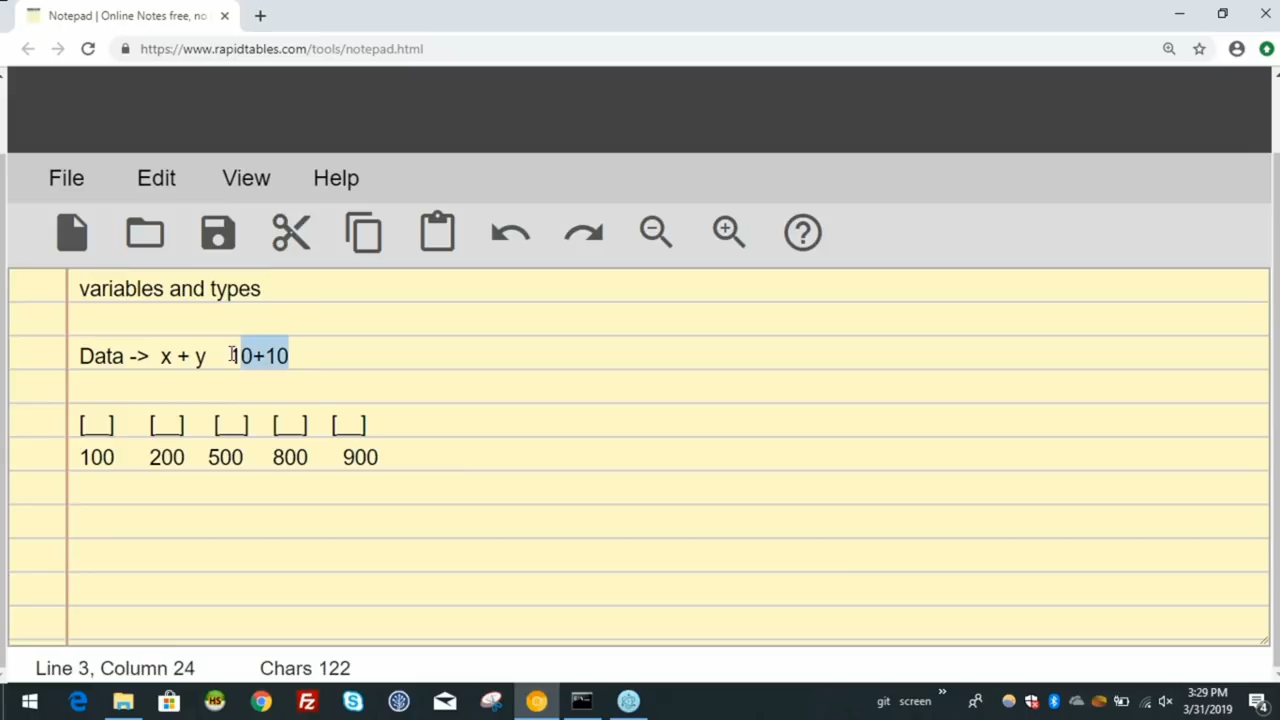 Notepad | Online Notes free, no
https://www.rapidtables.com/tools/notepad.html
File Edit View Help
variables and types
Data -> x + y 10+10
[__] [__] [__] [__] [__]
100 200 500 800 900
Line 3, Column 24 Chars 122
git screen » 3:29 PM
3/31/2019 4